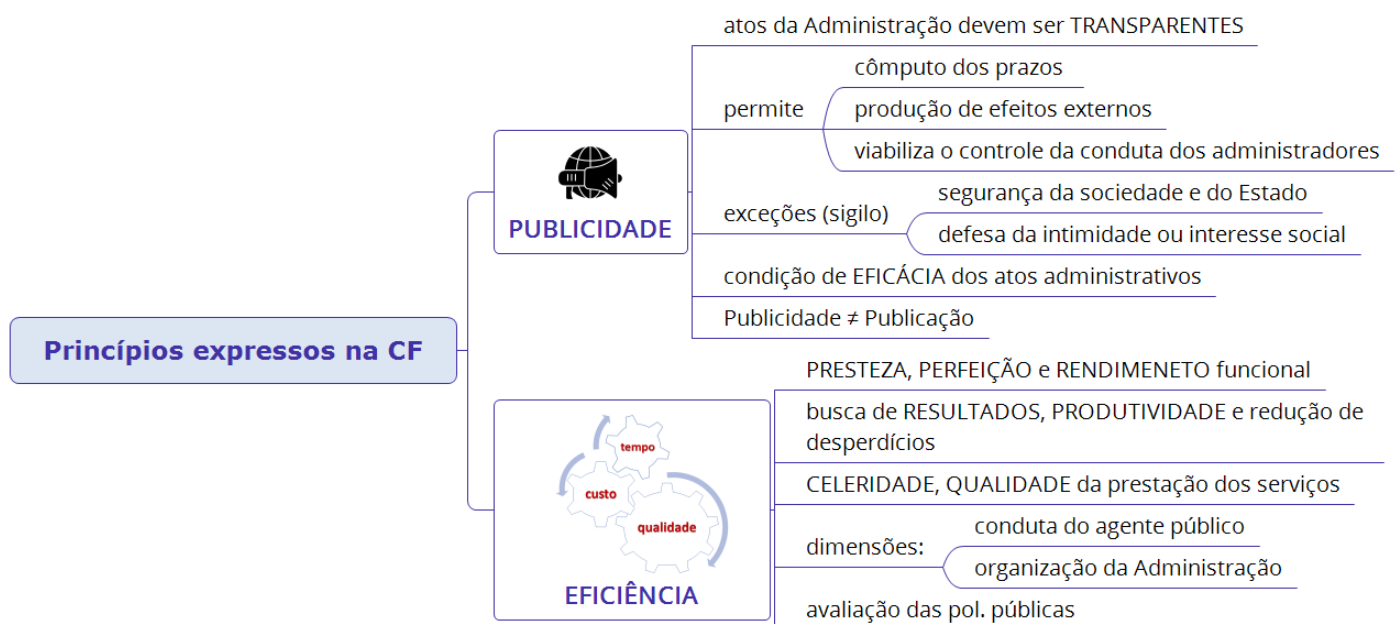 Princípios expressos na CF
PUBLICIDADE
atos da Administração devem ser TRANSPARENTES
permite
cômputo dos prazos
produção de efeitos externos
viabiliza o controle da conduta dos administradores
exceções (sigilo)
segurança da sociedade e do Estado
defesa da intimidade ou interesse social
condição de EFICÁCIA dos atos administrativos
Publicidade ≠ Publicação
tempo
custo
qualidade
EFICIÊNCIA
PRESTEZA, PERFEIÇÃO e RENDIMENETO funcional
busca de RESULTADOS, PRODUTIVIDADE e redução de
desperdícios
CELERIDADE, QUALIDADE da prestação dos serviços
dimensões:
conduta do agente público
organização da Administração
avaliação das pol. públicas